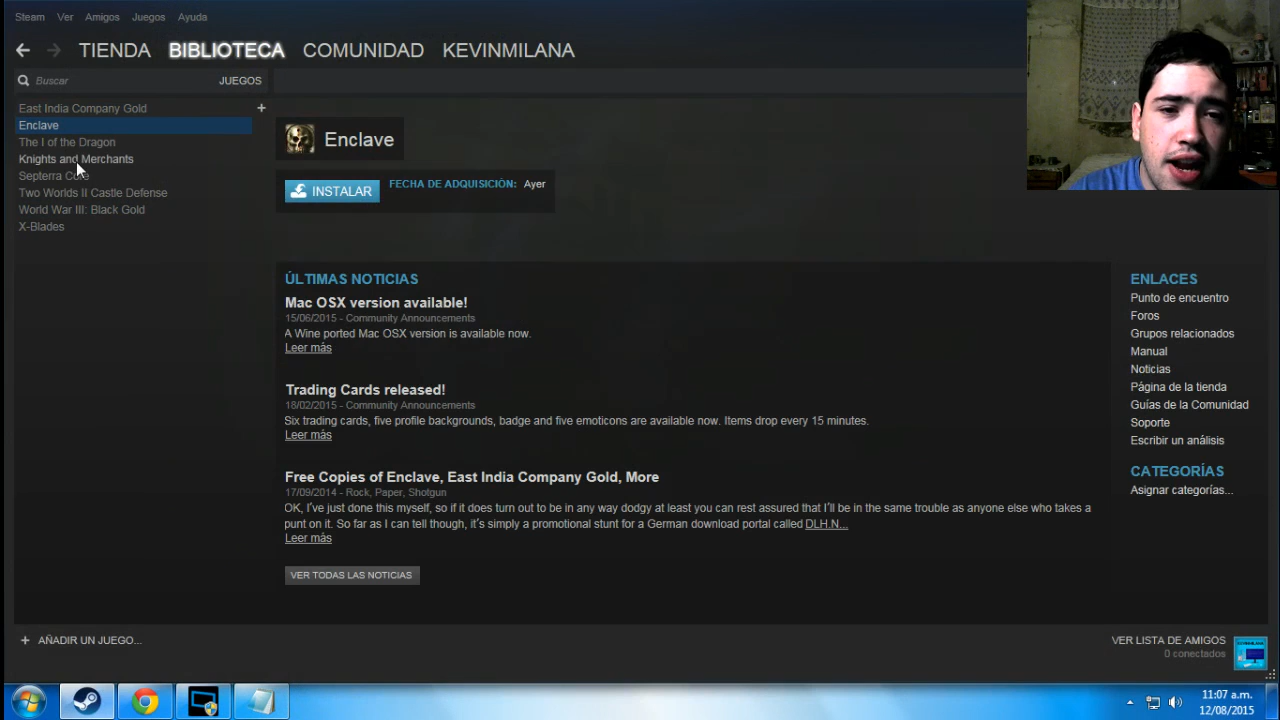 Steam Ver Amigos Juegos Ayuda
TIENDA BIBLIOTECA COMUNIDAD KEVINMILANA
Buscar JUEGOS
East India Company Gold +
Enclave
The I of the Dragon
Knights and Merchants
Septerra Core
Two Worlds II Castle Defense
World War III: Black Gold
X-Blades
Enclave
INSTALAR FECHA DE ADQUISICIÓN: Ayer
ÚLTIMAS NOTICIAS
Mac OSX version available!
15/06/2015 - Community Announcements
A Wine ported Mac OSX version is available now.
Leer más
Trading Cards released!
18/02/2015 - Community Announcements
Six trading cards, five profile backgrounds, badge and five emoticons are available now. Items drop every 15 minutes.
Leer más
Free Copies of Enclave, East India Company Gold, More
17/09/2014 - Rock, Paper, Shotgun
OK, I've just done this myself, so if it does turn out to be in any way dodgy at least you can rest assured that I'll be in the same trouble as anyone else who takes a
punt on it. So far as I can tell though, it's simply a promotional stunt for a German download portal called DLH.N...
Leer más
VER TODAS LAS NOTICIAS
ENLACES
Punto de encuentro
Foros
Grupos relacionados
Manual
Noticias
Página de la tienda
Guías de la Comunidad
Soporte
Escribir un análisis
CATEGORÍAS
Asignar categorías...
+ AÑADIR UN JUEGO...
VER LISTA DE AMIGOS
0 conectados
11:07 a.m.
12/08/2015